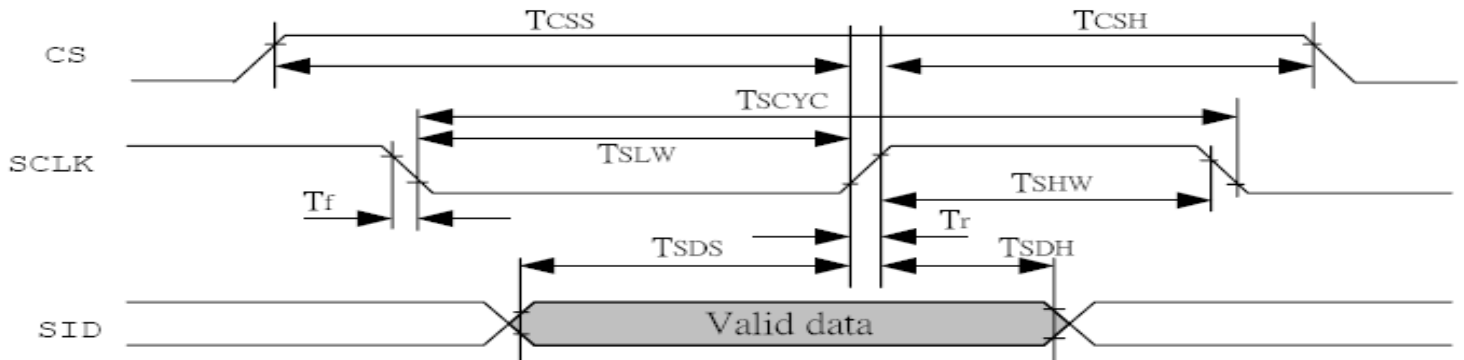 TCSS TCSH
CS
TSCYC
SCLK TSLW
Tf TSHW
Tr
TSDS TSDH
SID Valid data